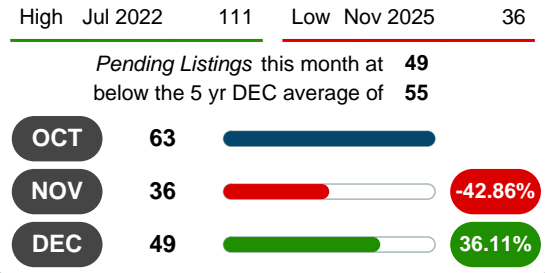 High Jul 2022 111 Low Nov 2025 36
Pending Listings this month at 49
below the 5 yr DEC average of 55
OCT 63
NOV 36 -42.86%
DEC 49 36.11%